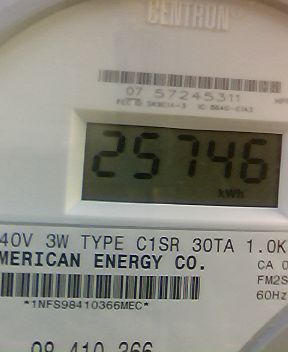 CENTRON
07 57245311
25746
kWh
40V 3W TYPE C1SR 30TA 1.0K
MERICAN ENERGY CO.
CA 0
FM2S
60Hz
*1NFS98410366MEC*
98 410 366